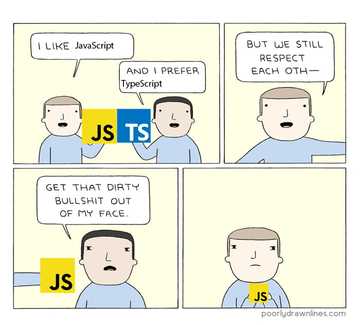 I LIKE JavaScript
AND I PREFER
TypeScript
JS TS
BUT WE STILL
RESPECT
EACH OTH—
GET THAT DIRTY
BULLSHIT OUT
OF MY FACE.
JS
JS
poorlydrawnlines.com